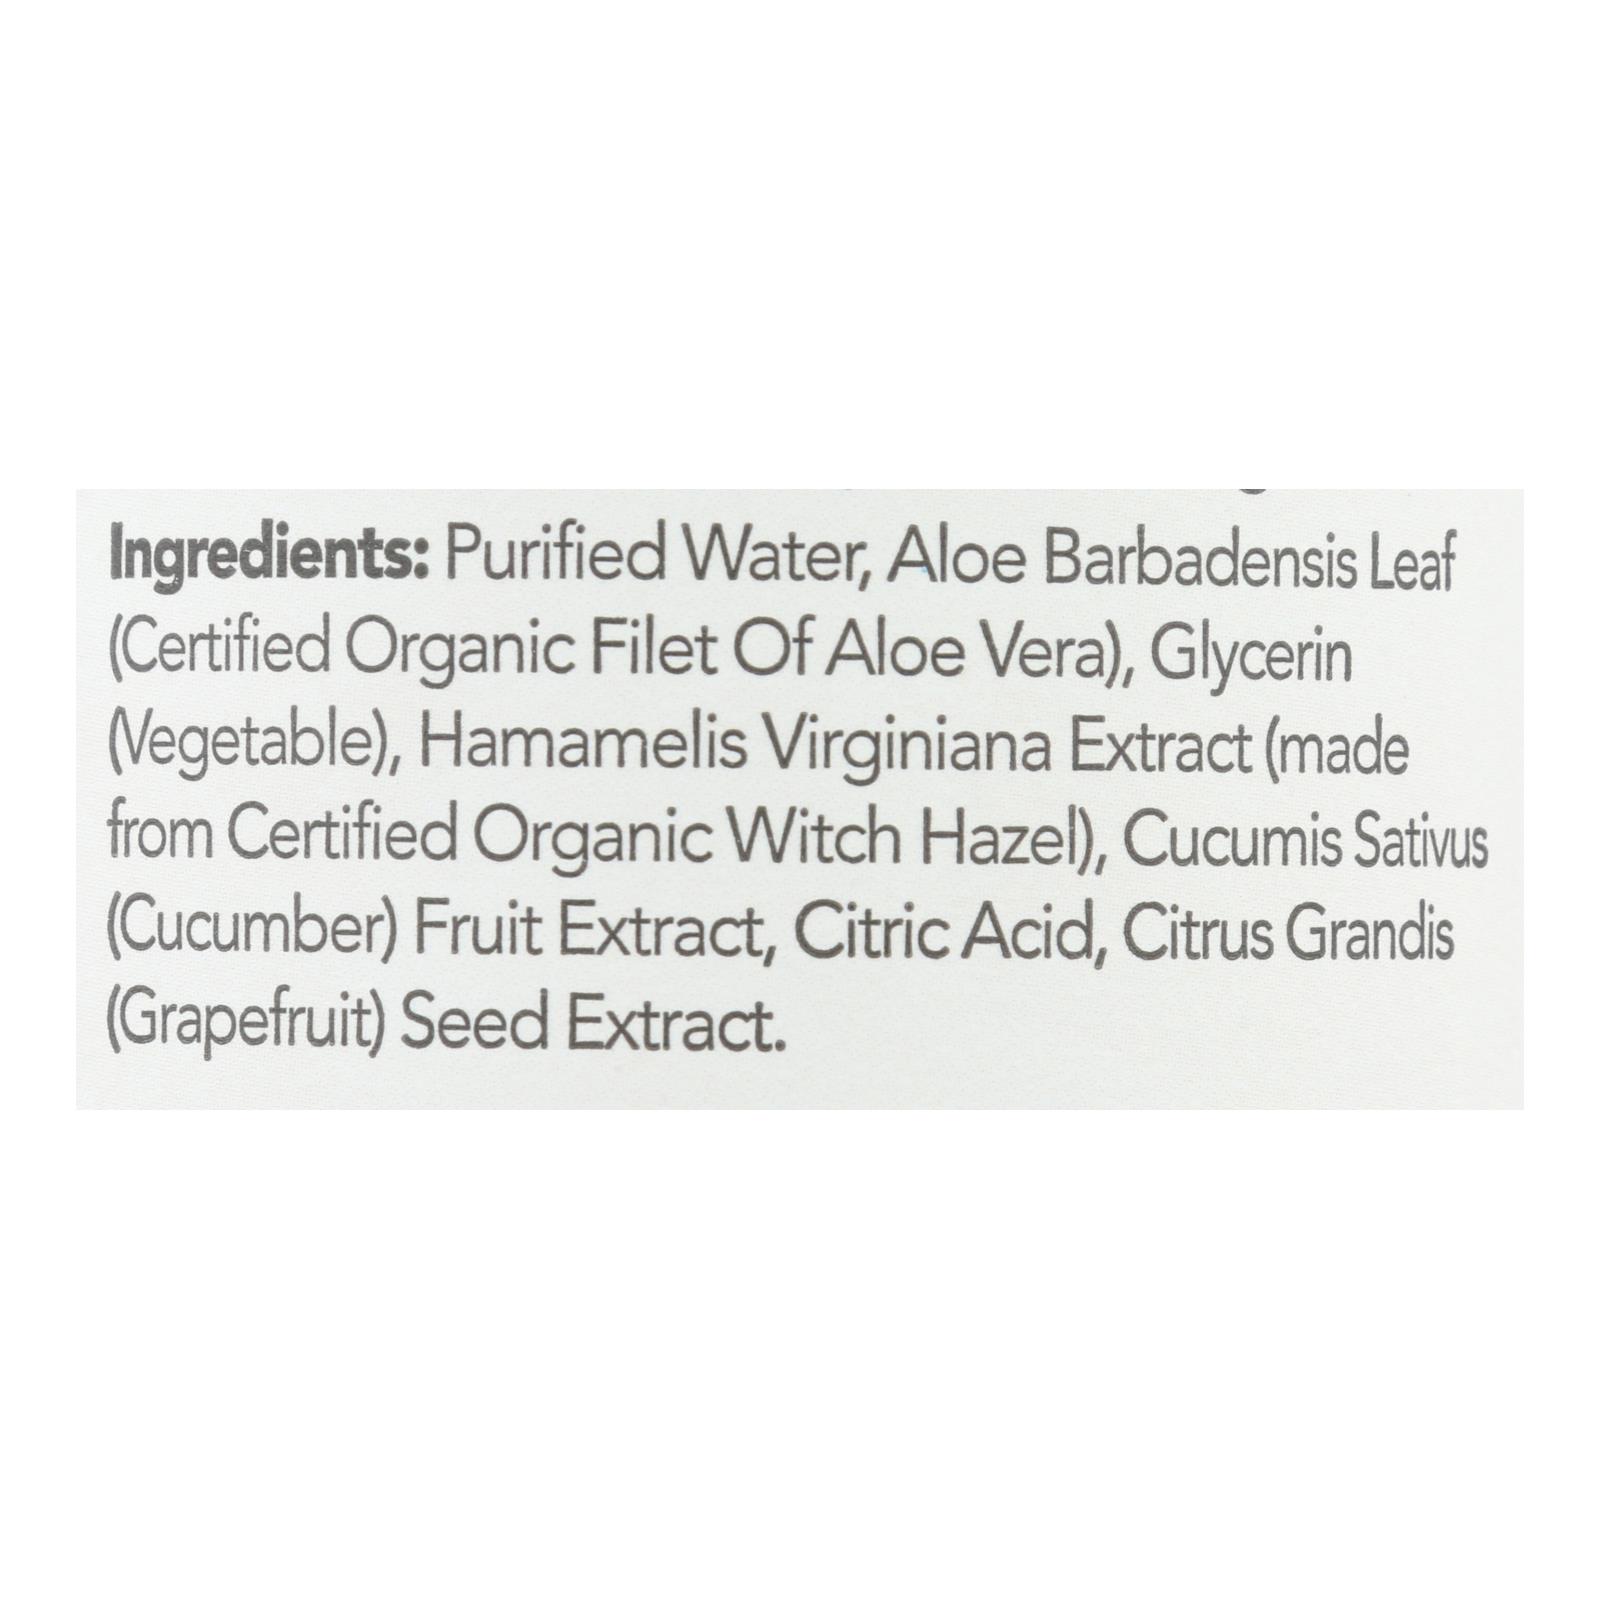 Ingredients: Purified Water, Aloe Barbadensis Leaf
(Certified Organic Filet Of Aloe Vera), Glycerin
(Vegetable), Hamamelis Virginiana Extract (made
from Certified Organic Witch Hazel), Cucumis Sativus
(Cucumber) Fruit Extract, Citric Acid, Citrus Grandis
(Grapefruit) Seed Extract.